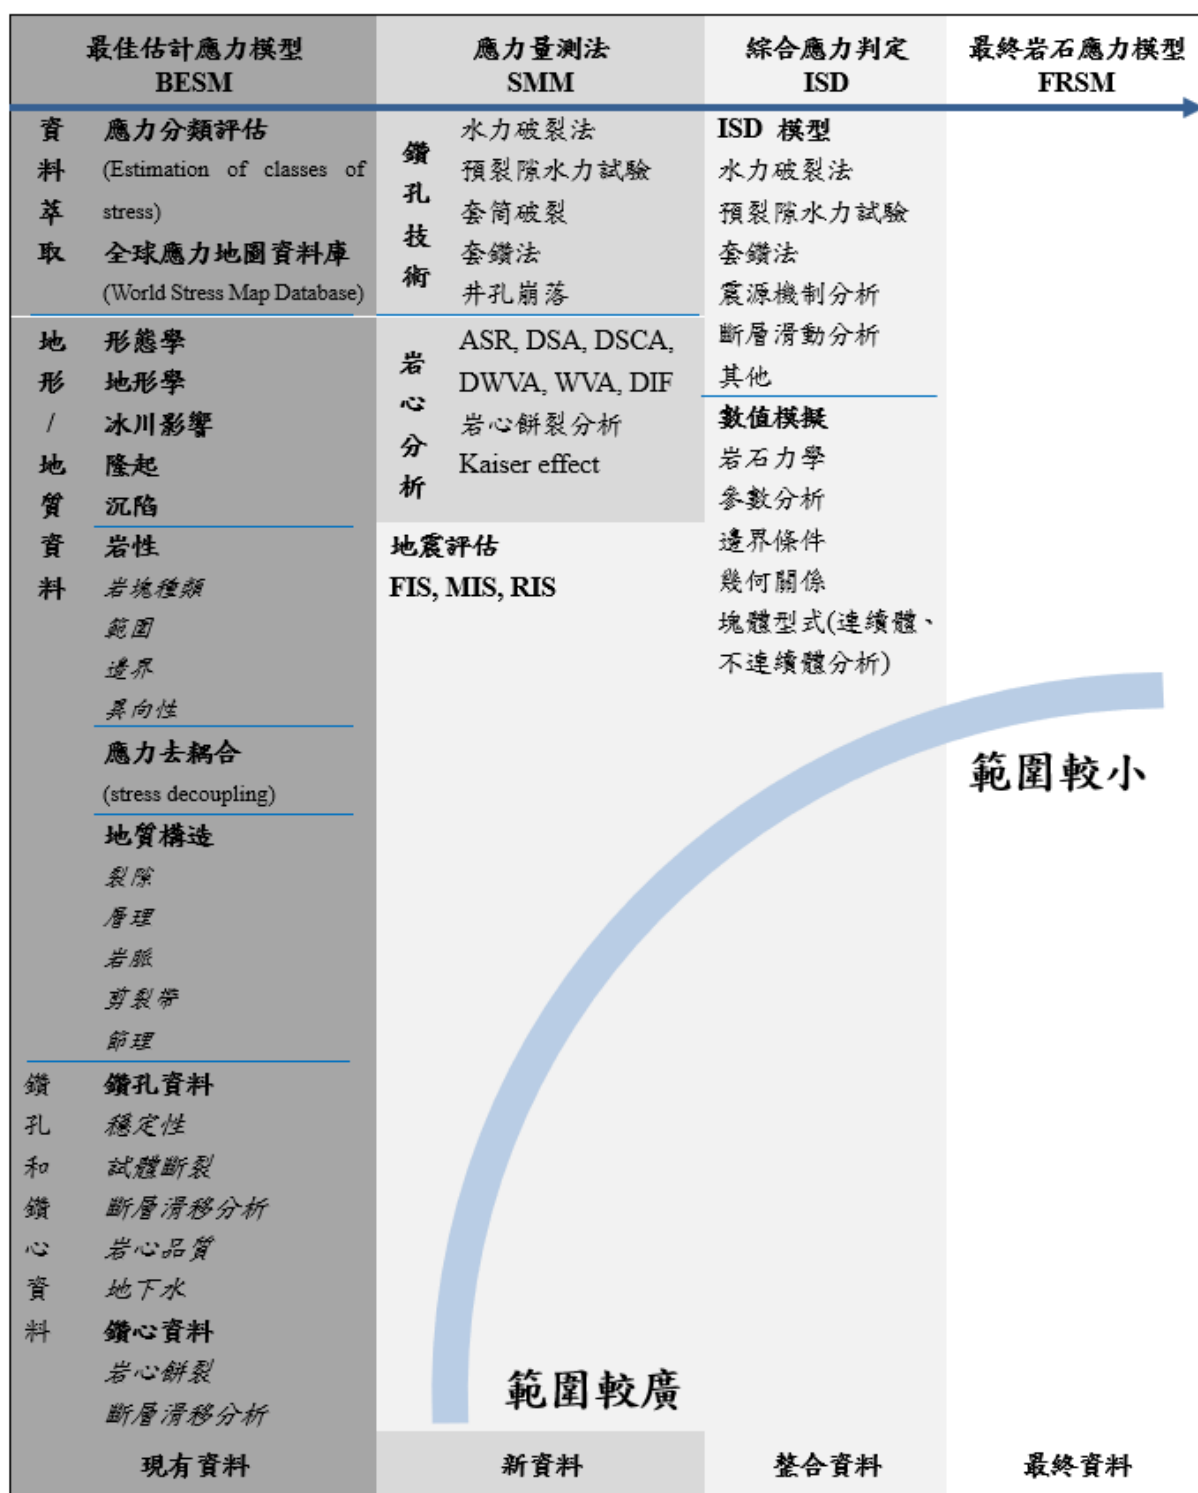 最佳估計應力模型
BESM
應力量測法
SMM
綜合應力判定
ISD
最終岩石應力模型
FRSM
資料萃取
應力分類評估
(Estimation of classes of
stress)
全球應力地圖資料庫
(World Stress Map Database)
地形/地質資料
形態學
地形學
冰川影響
隆起
沉陷
岩性
岩塊種類
範圍
邊界
異向性
應力去耦合
(stress decoupling)
地質構造
裂隙
層理
岩脈
剪裂帶
節理
鑽孔和鑽心資料
鑽孔資料
穩定性
試體斷裂
斷層滑移分析
岩心品質
地下水
鑽心資料
岩心餅裂
斷層滑移分析
現有資料
鑽孔技術
水力破裂法
預裂隙水力試驗
套筒破裂
套鑽法
井孔崩落
岩心分析
ASR, DSA, DSCA,
DWVA, WVA, DIF
岩心餅裂分析
Kaiser effect
地震評估
FIS, MIS, RIS
範圍較廣
新資料
ISD 模型
水力破裂法
預裂隙水力試驗
套鑽法
震源機制分析
斷層滑動分析
其他
數值模擬
岩石力學
參數分析
邊界條件
幾何關係
塊體型式(連續體、
不連續體分析)
整合資料
範圍較小
最終資料